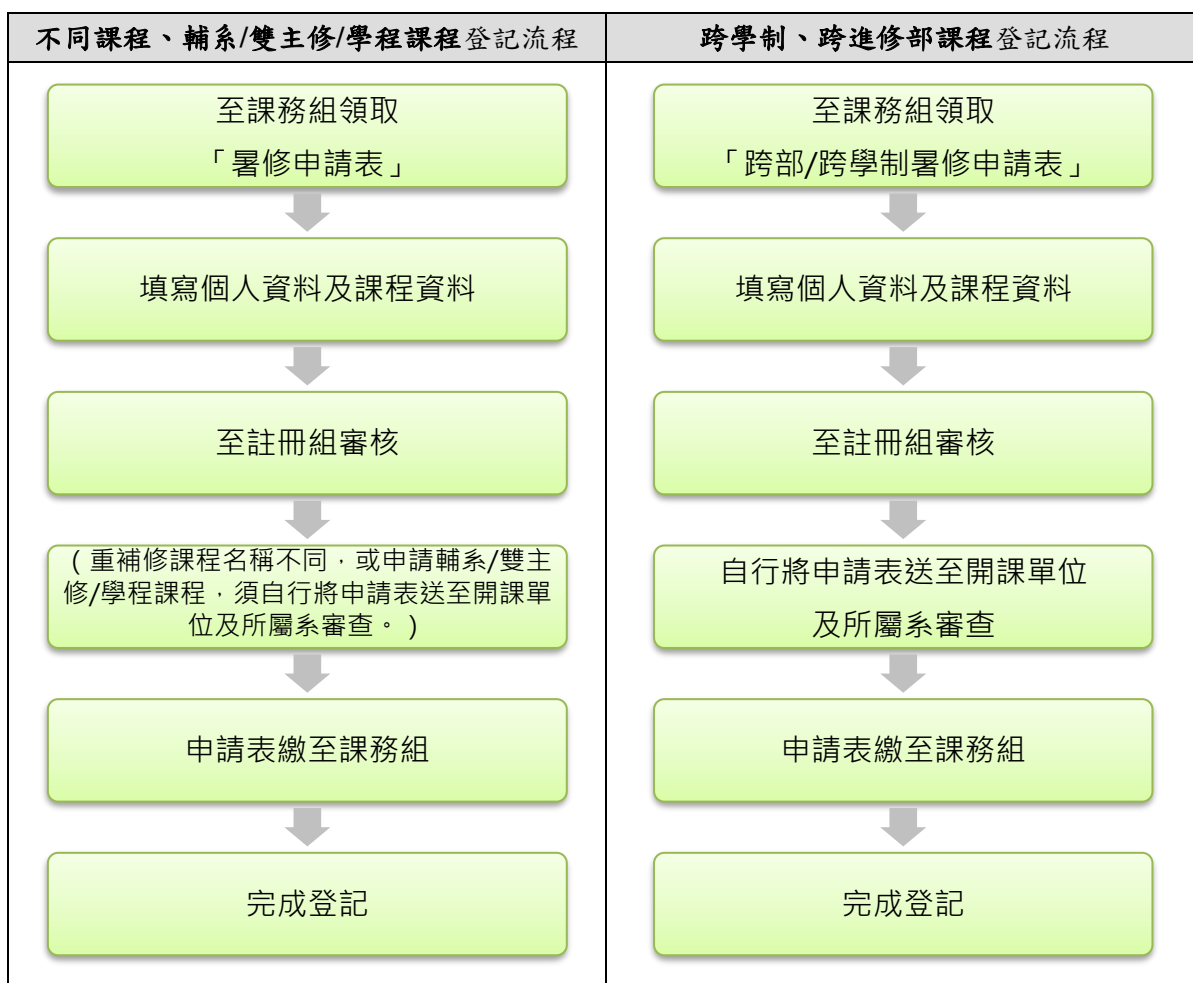 不同課程、輔系/雙主修/學程課程登記流程
至課務組領取
「暑修申請表」
填寫個人資料及課程資料
至註冊組審核
（重補修課程名稱不同，或申請輔系/雙主
修/學程課程，須自行將申請表送至開課單
位及所屬系審查。）
申請表繳至課務組
完成登記
跨學制、跨進修部課程登記流程
至課務組領取
「跨部/跨學制暑修申請表」
填寫個人資料及課程資料
至註冊組審核
自行將申請表送至開課單位
及所屬系審查
申請表繳至課務組
完成登記